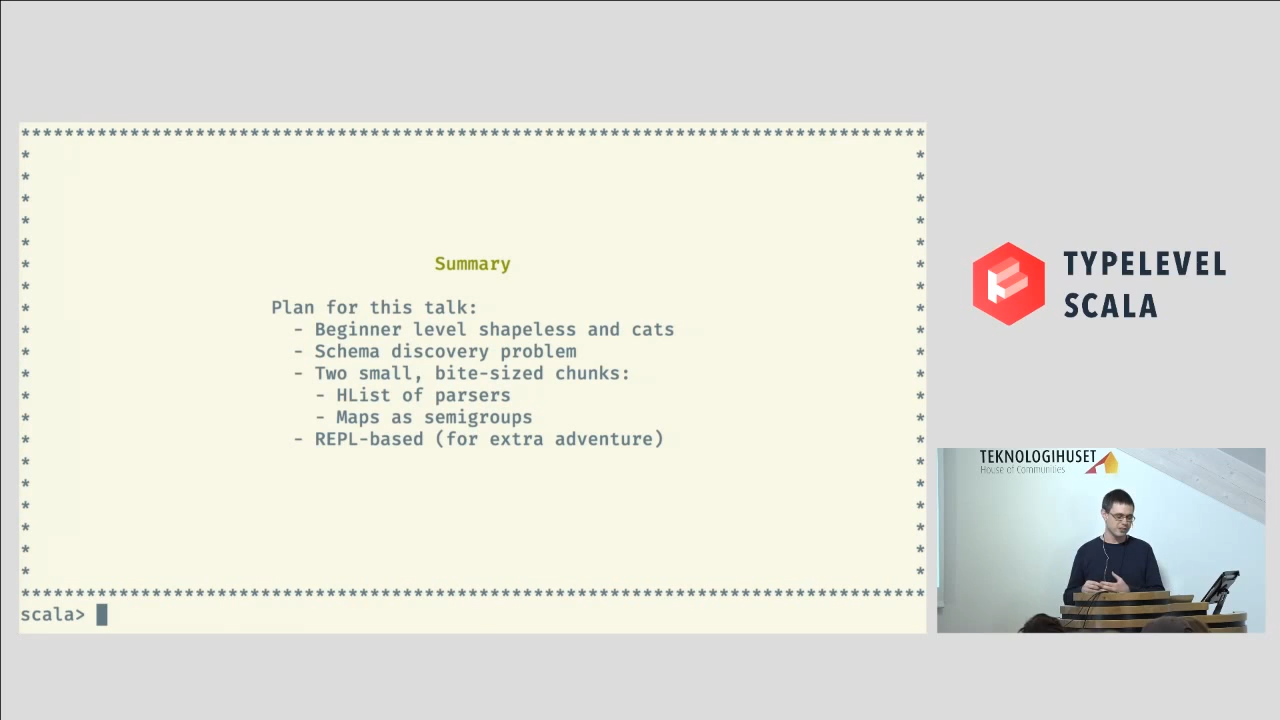 ***********************************************************************************
Summary
Plan for this talk:
- Beginner level shapeless and cats
- Schema discovery problem
- Two small, bite-sized chunks:
- HList of parsers
- Maps as semigroups
- REPL-based (for extra adventure)
***********************************************************************************
scala>
TYPELEVEL
SCALA
TEKNOLOGIHUSET
House of Communities